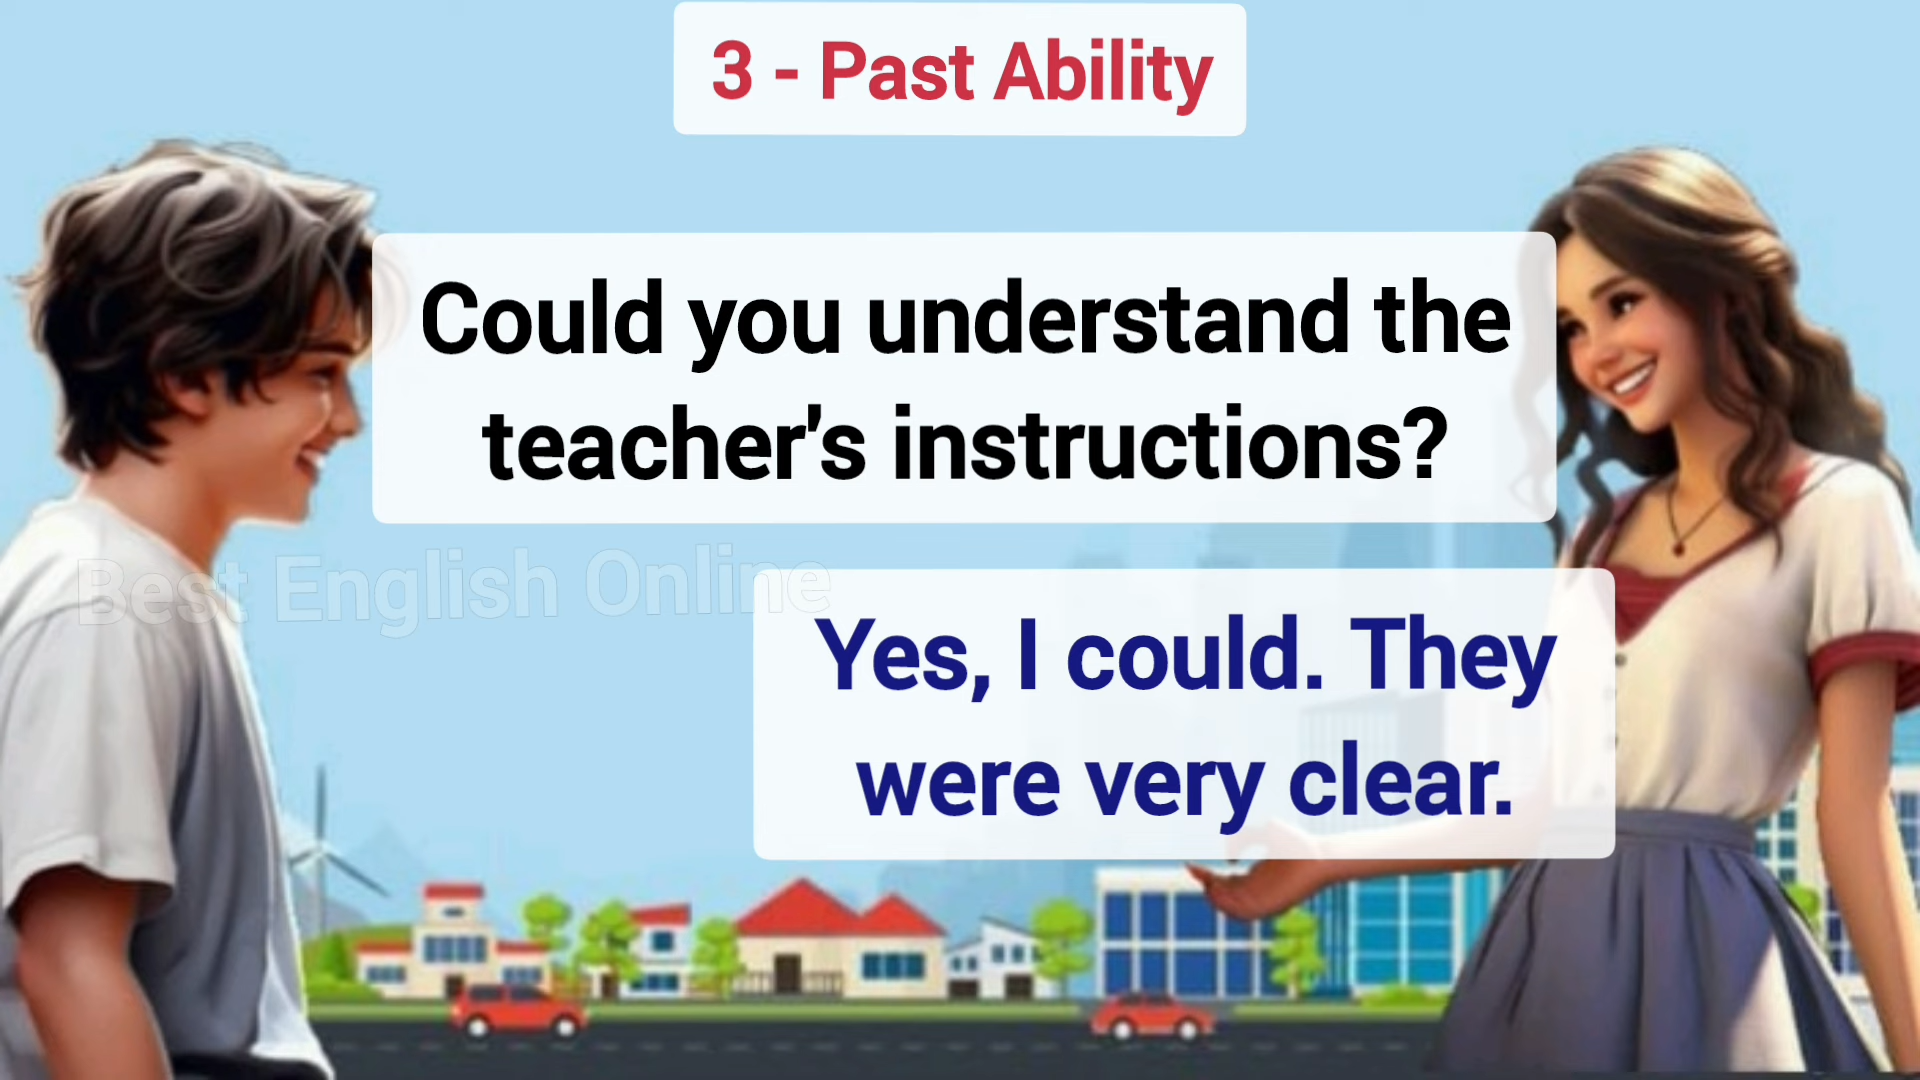 3 - Past Ability
Could you understand the
teacher's instructions?
Best English Online
Yes, I could. They
were very clear.